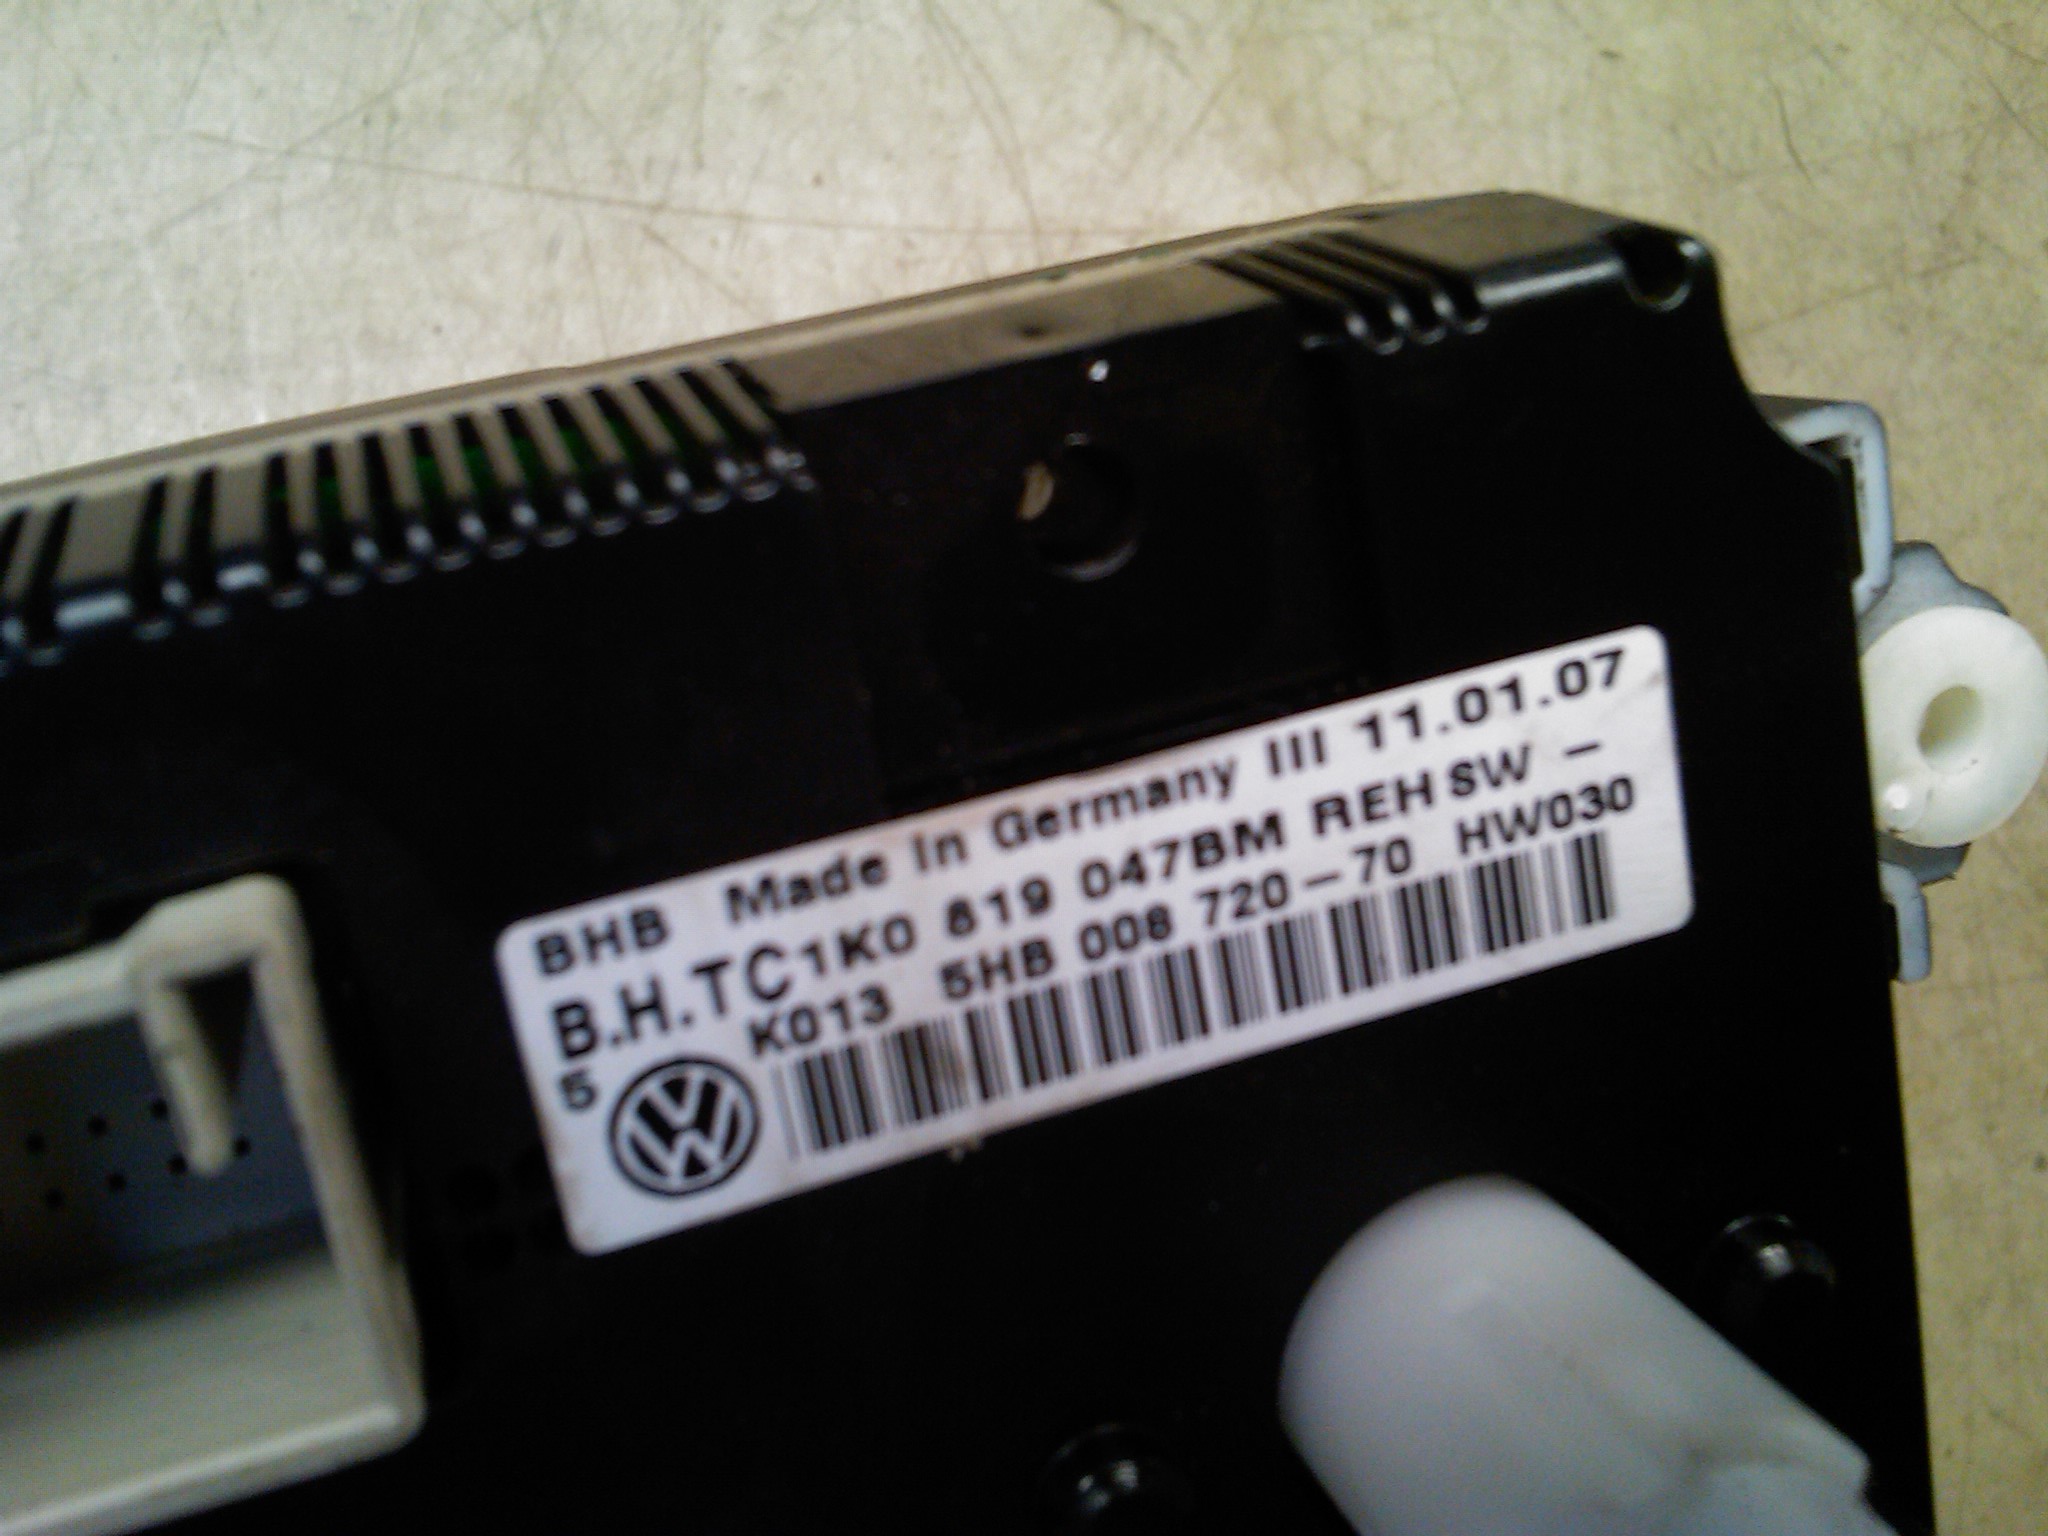 BHB Made In Germany III 11.01.07
B.H.TC1K0 819 047BM REH SW -
K013 5HB 008 720-70 HW030
5